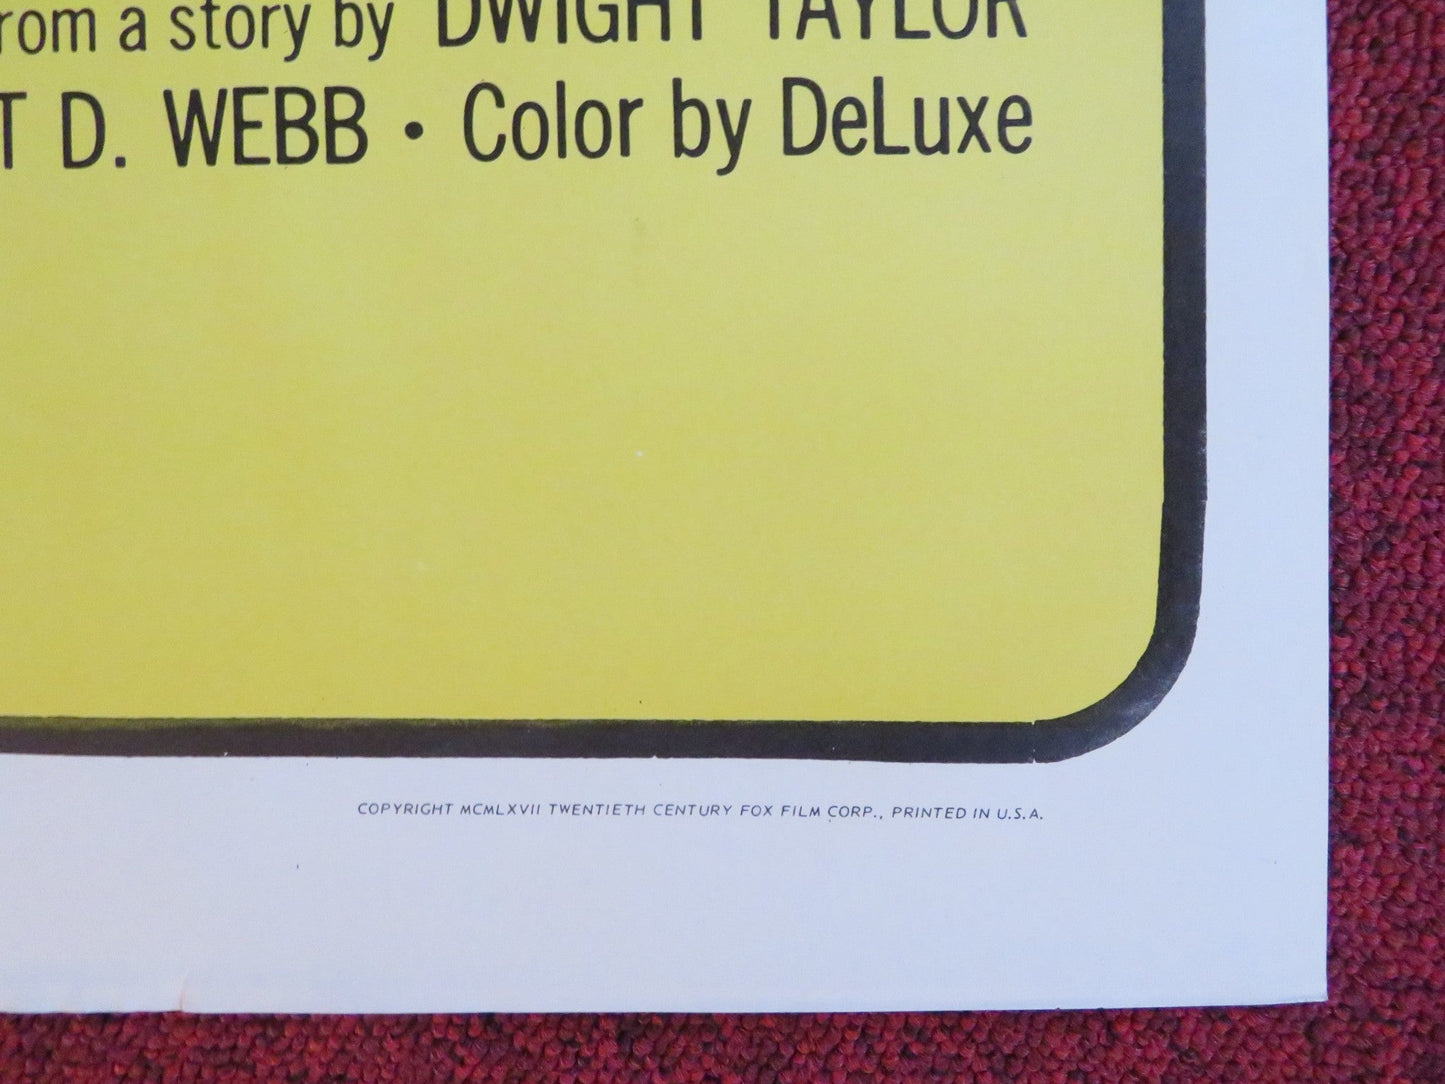 rom a story by DWIGHT TAYLOR
T D. WEBB • Color by DeLuxe
COPYRIGHT MCMLXVII TWENTIETH CENTURY FOX FILM CORP., PRINTED IN U.S.A.